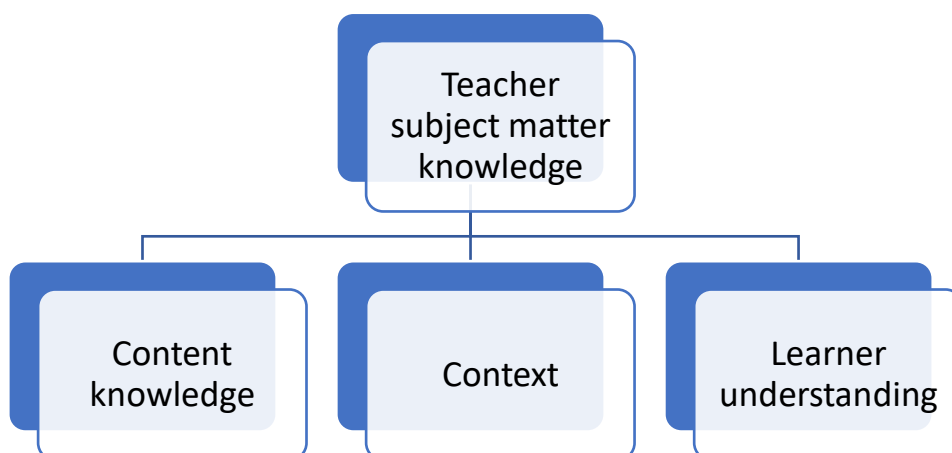 Teacher
subject matter
knowledge
Content
knowledge
Context
Learner
understanding